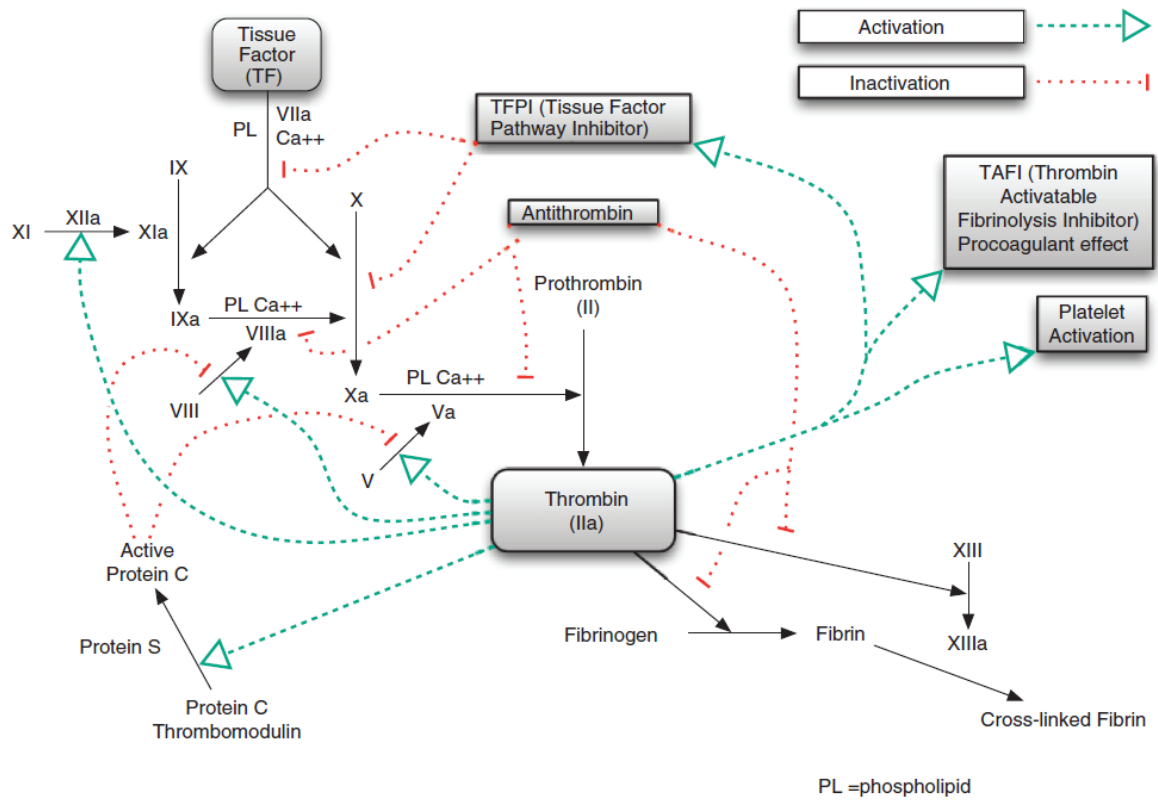 Tissue
Factor
(TF)
Activation
Inactivation
PL
VIIa
Ca++
TFPI (Tissue Factor
Pathway Inhibitor)
TAFI (Thrombin
Activatable
Fibrinolysis Inhibitor)
Procoagulant effect
IX
X
Antithrombin
XI
XIIa
XIa
Prothrombin
(II)
IXa
PL Ca++
VIIIa
Platelet
Activation
VIII
Xa
PL Ca++
Va
V
Thrombin
(IIa)
Active
Protein C
XIII
Protein S
Fibrinogen
Fibrin
XIIIa
Protein C
Thrombomodulin
Cross-linked Fibrin
PL =phospholipid